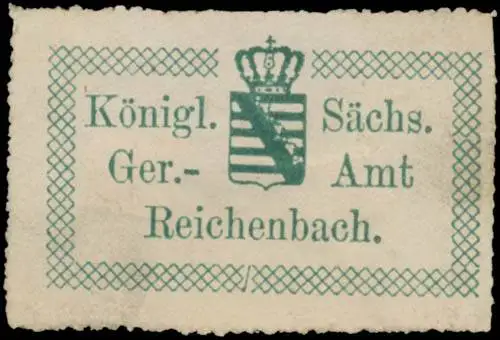 Königl. Sächs.
Ger.- Amt
Reichenbach.